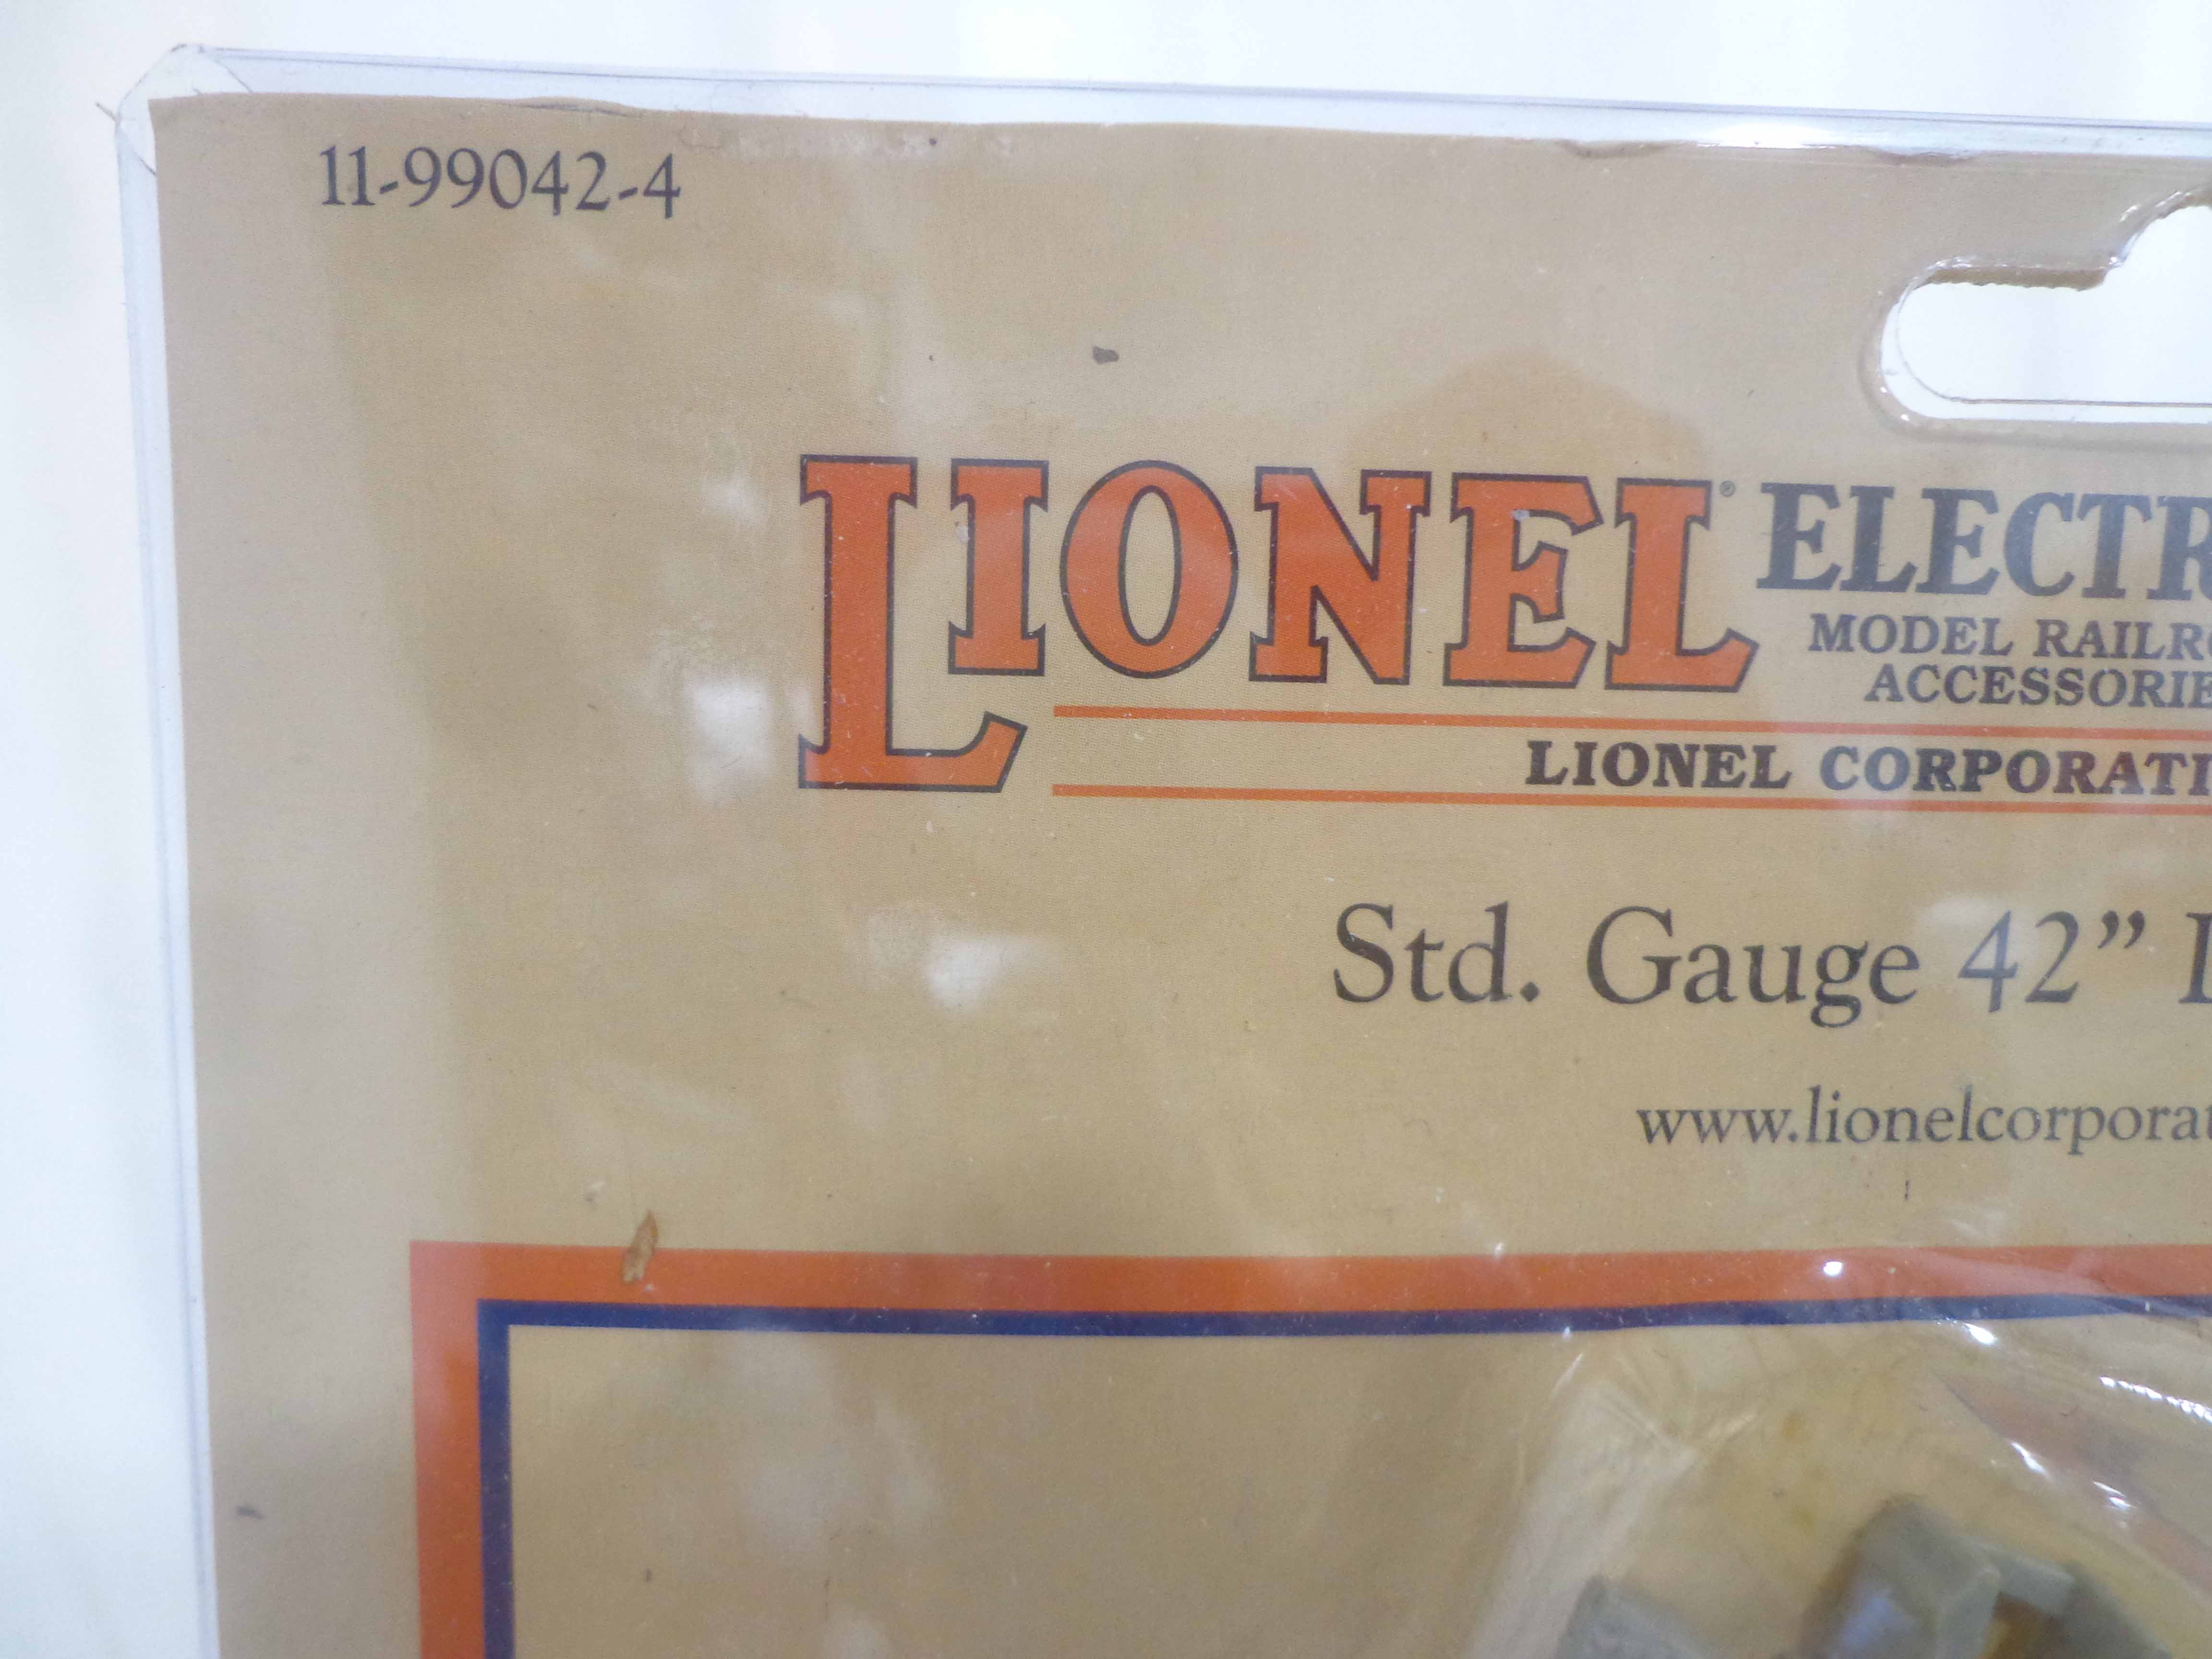 11-99042-4
LIONEL® ELECTR
MODEL RAILR
ACCESSORIE
LIONEL CORPORATI
Std. Gauge 42”
www.lionelcorporat